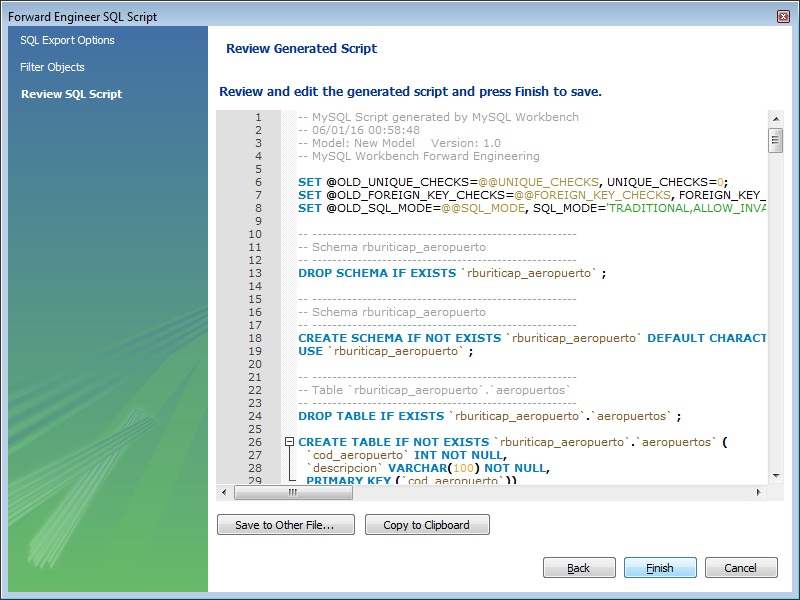 Forward Engineer SQL Script
SQL Export Options
Filter Objects
Review SQL Script
Review Generated Script
Review and edit the generated script and press Finish to save.
1 -- MySQL Script generated by MySQL Workbench
2 -- 06/01/16 00:58:48
3 -- Model: New Model    Version: 1.0
4 -- MySQL Workbench Forward Engineering
5
6 SET @OLD_UNIQUE_CHECKS=@@UNIQUE_CHECKS, UNIQUE_CHECKS=0;
7 SET @OLD_FOREIGN_KEY_CHECKS=@@FOREIGN_KEY_CHECKS, FOREIGN_KEY_
8 SET @OLD_SQL_MODE=@@SQL_MODE, SQL_MODE='TRADITIONAL,ALLOW_INVA
9
10 -- -----------------------------------------------------
11 -- Schema rburiticap_aeropuerto
12 -- -----------------------------------------------------
13 DROP SCHEMA IF EXISTS `rburiticap_aeropuerto` ;
14
15 -- -----------------------------------------------------
16 -- Schema rburiticap_aeropuerto
17 -- -----------------------------------------------------
18 CREATE SCHEMA IF NOT EXISTS `rburiticap_aeropuerto` DEFAULT CHARACT
19 USE `rburiticap_aeropuerto` ;
20
21 -- -----------------------------------------------------
22 -- Table `rburiticap_aeropuerto`.`aeropuertos`
23 -- -----------------------------------------------------
24 DROP TABLE IF EXISTS `rburiticap_aeropuerto`.`aeropuertos` ;
25
26 CREATE TABLE IF NOT EXISTS `rburiticap_aeropuerto`.`aeropuertos` (
27 `cod_aeropuerto` INT NOT NULL,
28 `descripcion` VARCHAR(100) NOT NULL,
29 PRIMARY KEY (`cod_aeropuerto`))
Save to Other File...
Copy to Clipboard
Back
Finish
Cancel